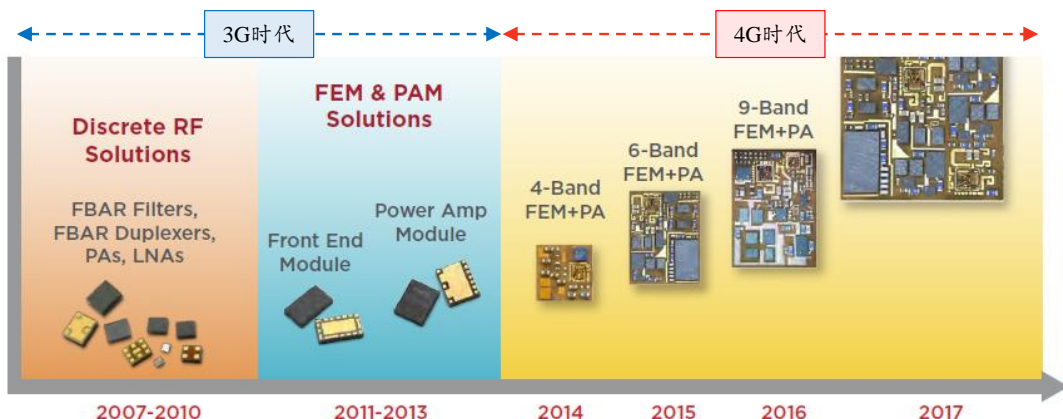 3G时代
4G时代
Discrete RF
Solutions
FBAR Filters,
FBAR Duplexers,
PAs, LNAs
FEM & PAM
Solutions
Front End
Module
Power Amp
Module
4-Band
FEM+PA
6-Band
FEM+PA
9-Band
FEM+PA
2007-2010
2011-2013
2014
2015
2016
2017